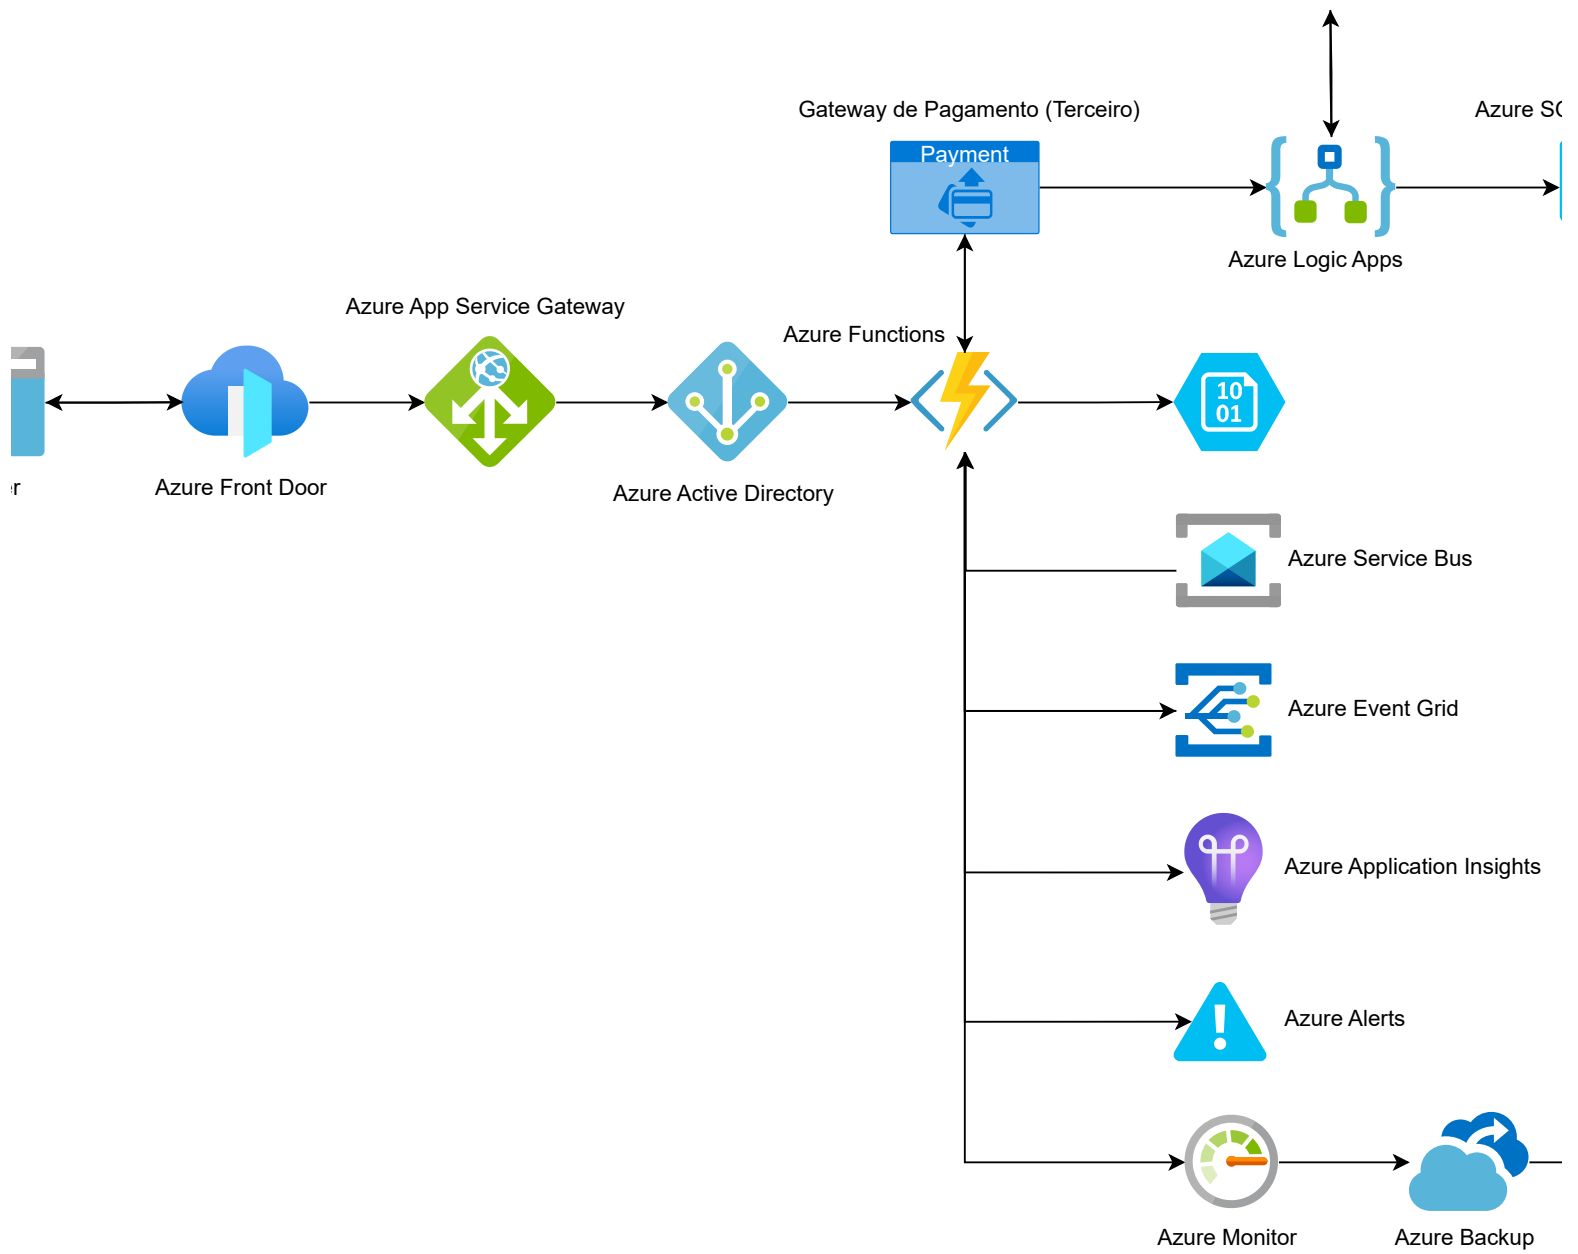 Gateway de Pagamento (Terceiro)
Azure
Payment
Azure Logic Apps
Azure App Service Gateway
Azure Functions
10
01
Azure Front Door
Azure Active Directory
Azure Service Bus
Azure Event Grid
Azure Application Insights
Azure Alerts
Azure Monitor
Azure Backup